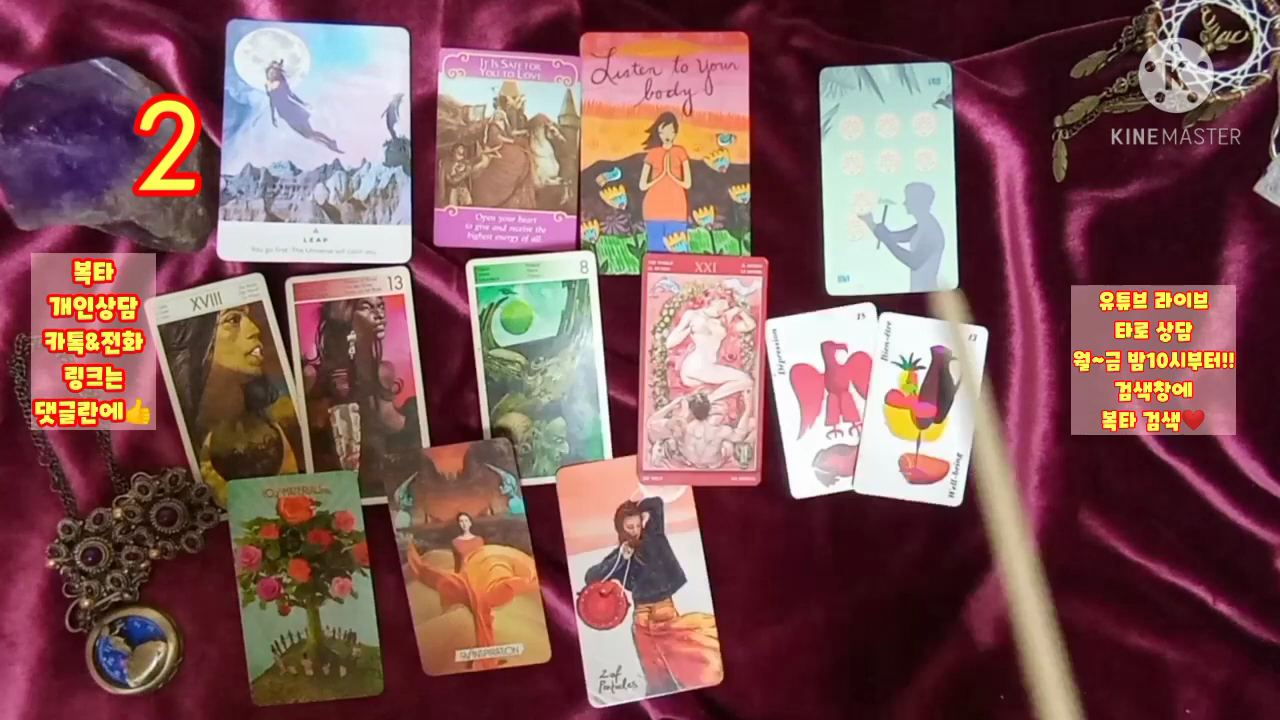 2
복타
개인상담
카톡&전화
링크는
댓글란에👍
LEAP
You go first. The Universe will catch you.
IT IS SAFE FOR
YOU TO LOVE
Open your heart
to give and receive the
highest energy of all.
Listen to your
body
KINEMASTER
유튜브 라이브
타로 상담
월~금 밤10시부터!!
검색창에
복타 검색❤️
XVIII
13
8
XXI
Depression
15
Bien-être
13
Well-being
2 of
Pentacles